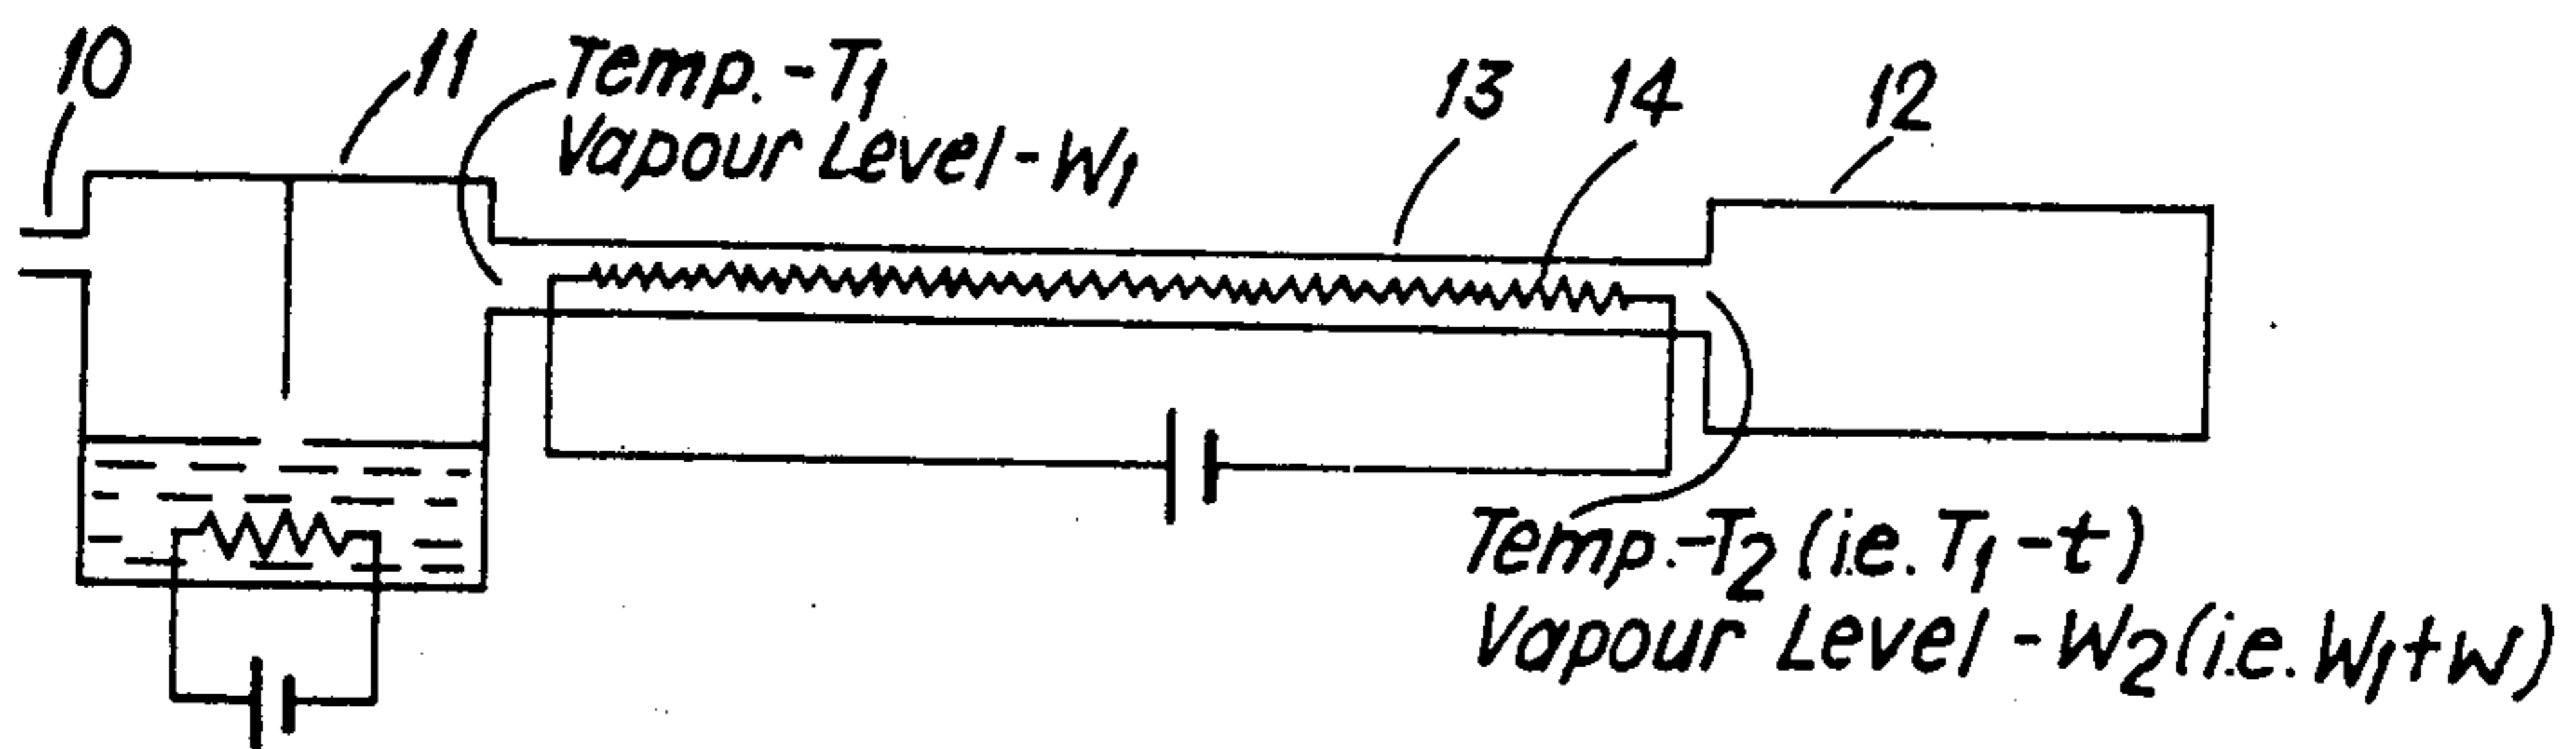 10
11
Temp.-T₁
Vapour Level-W₁
13
14
12
Temp.-T₂ (i.e. T₁-t)
Vapour Level-W₂ (i.e. W₁+w)